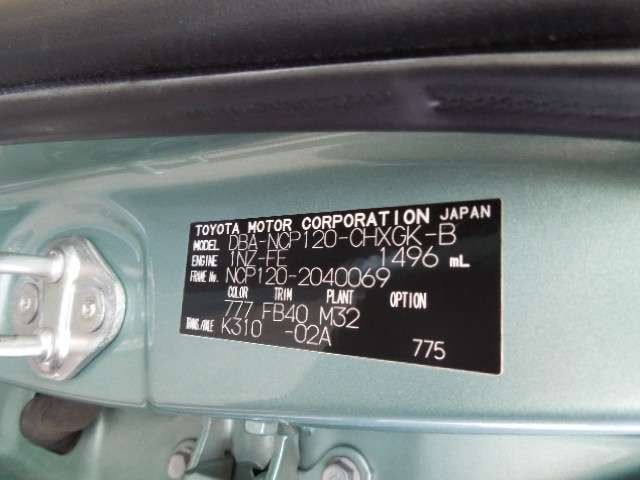 TOYOTA MOTOR CORPORATION JAPAN
MODEL DBA-NCP120-CHXGK-B
ENGINE 1NZ-FE 1496 mL
FRAME No. NCP120-2040069
COLOR TRIM PLANT OPTION
777 FB40 M32
TRANS./AXLE K310 -02A
775